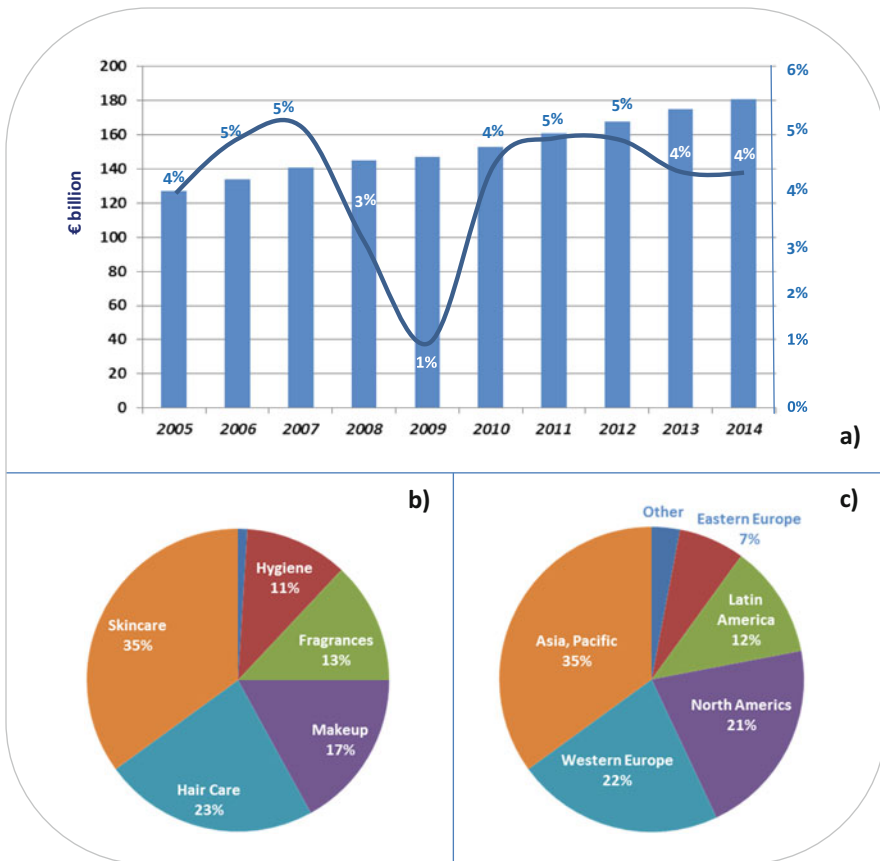 200
180
160
140
120
100
80
60
40
20
0
€ billion
6%
5%
4%
3%
2%
1%
0%
4%
5%
5%
3%
1%
4%
5%
5%
4%
4%
2005 2006 2007 2008 2009 2010 2011 2012 2013 2014
a)
b)
Hygiene
11%
Fragrances
13%
Makeup
17%
Hair Care
23%
Skincare
35%
c)
Other
Eastern Europe
7%
Latin
America
12%
North Americs
21%
Western Europe
22%
Asia, Pacific
35%